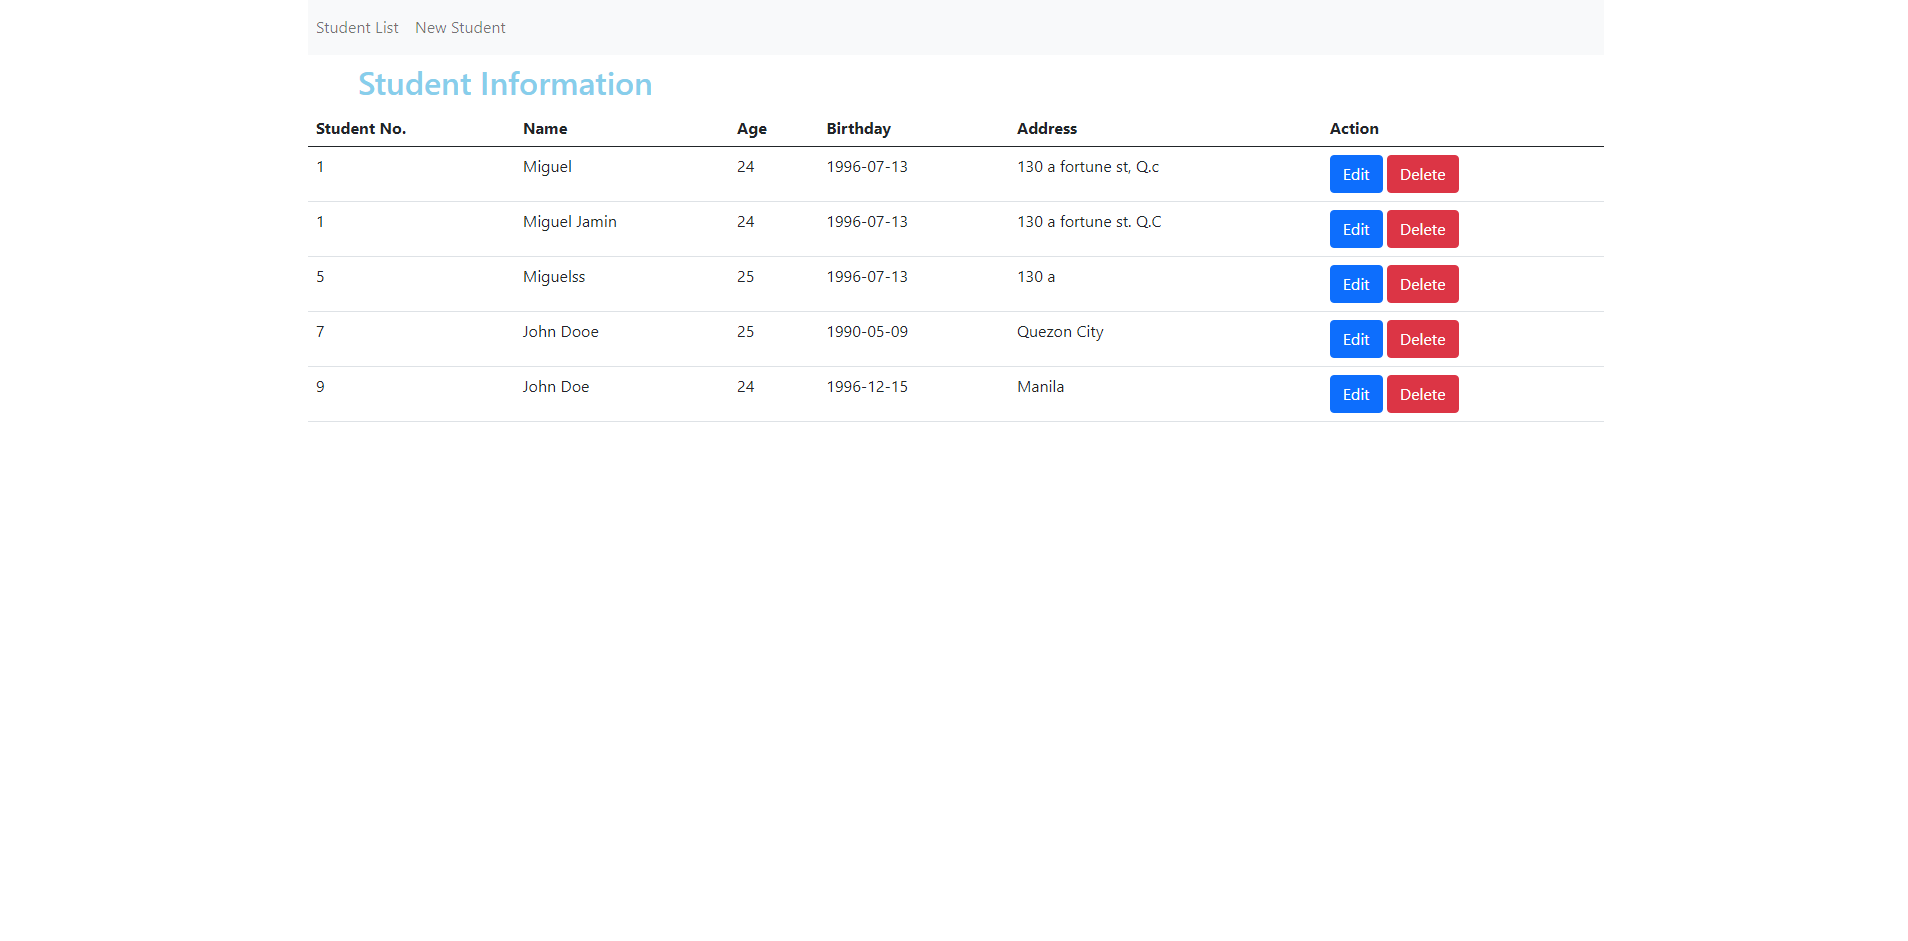 Student List New Student
Student Information
Student No. Name Age Birthday Address Action
1 Miguel 24 1996-07-13 130 a fortune st, Q.c Edit Delete
1 Miguel Jamin 24 1996-07-13 130 a fortune st. Q.C Edit Delete
5 Miguelss 25 1996-07-13 130 a Edit Delete
7 John Dooe 25 1990-05-09 Quezon City Edit Delete
9 John Doe 24 1996-12-15 Manila Edit Delete